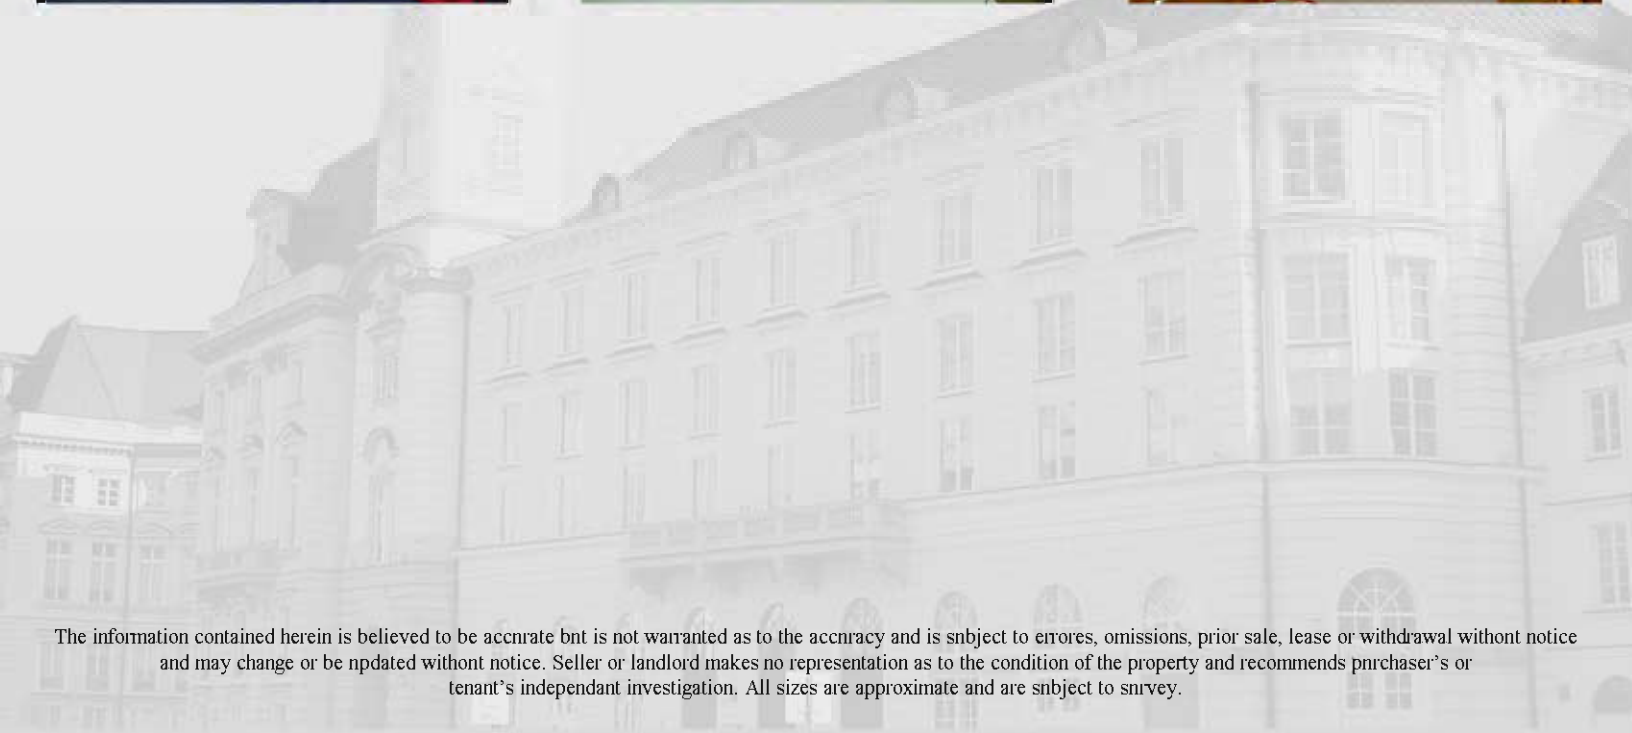 The information contained herein is believed to be accnrate bnt is not warranted as to the accnracy and is snbject to errores, omissions, prior sale, lease or withdrawal withont notice
and may change or be npdated withont notice. Seller or landlord makes no representation as to the condition of the property and recommends pnrchaser's or
tenant's independant investigation. All sizes are approximate and are snbject to snrvey.